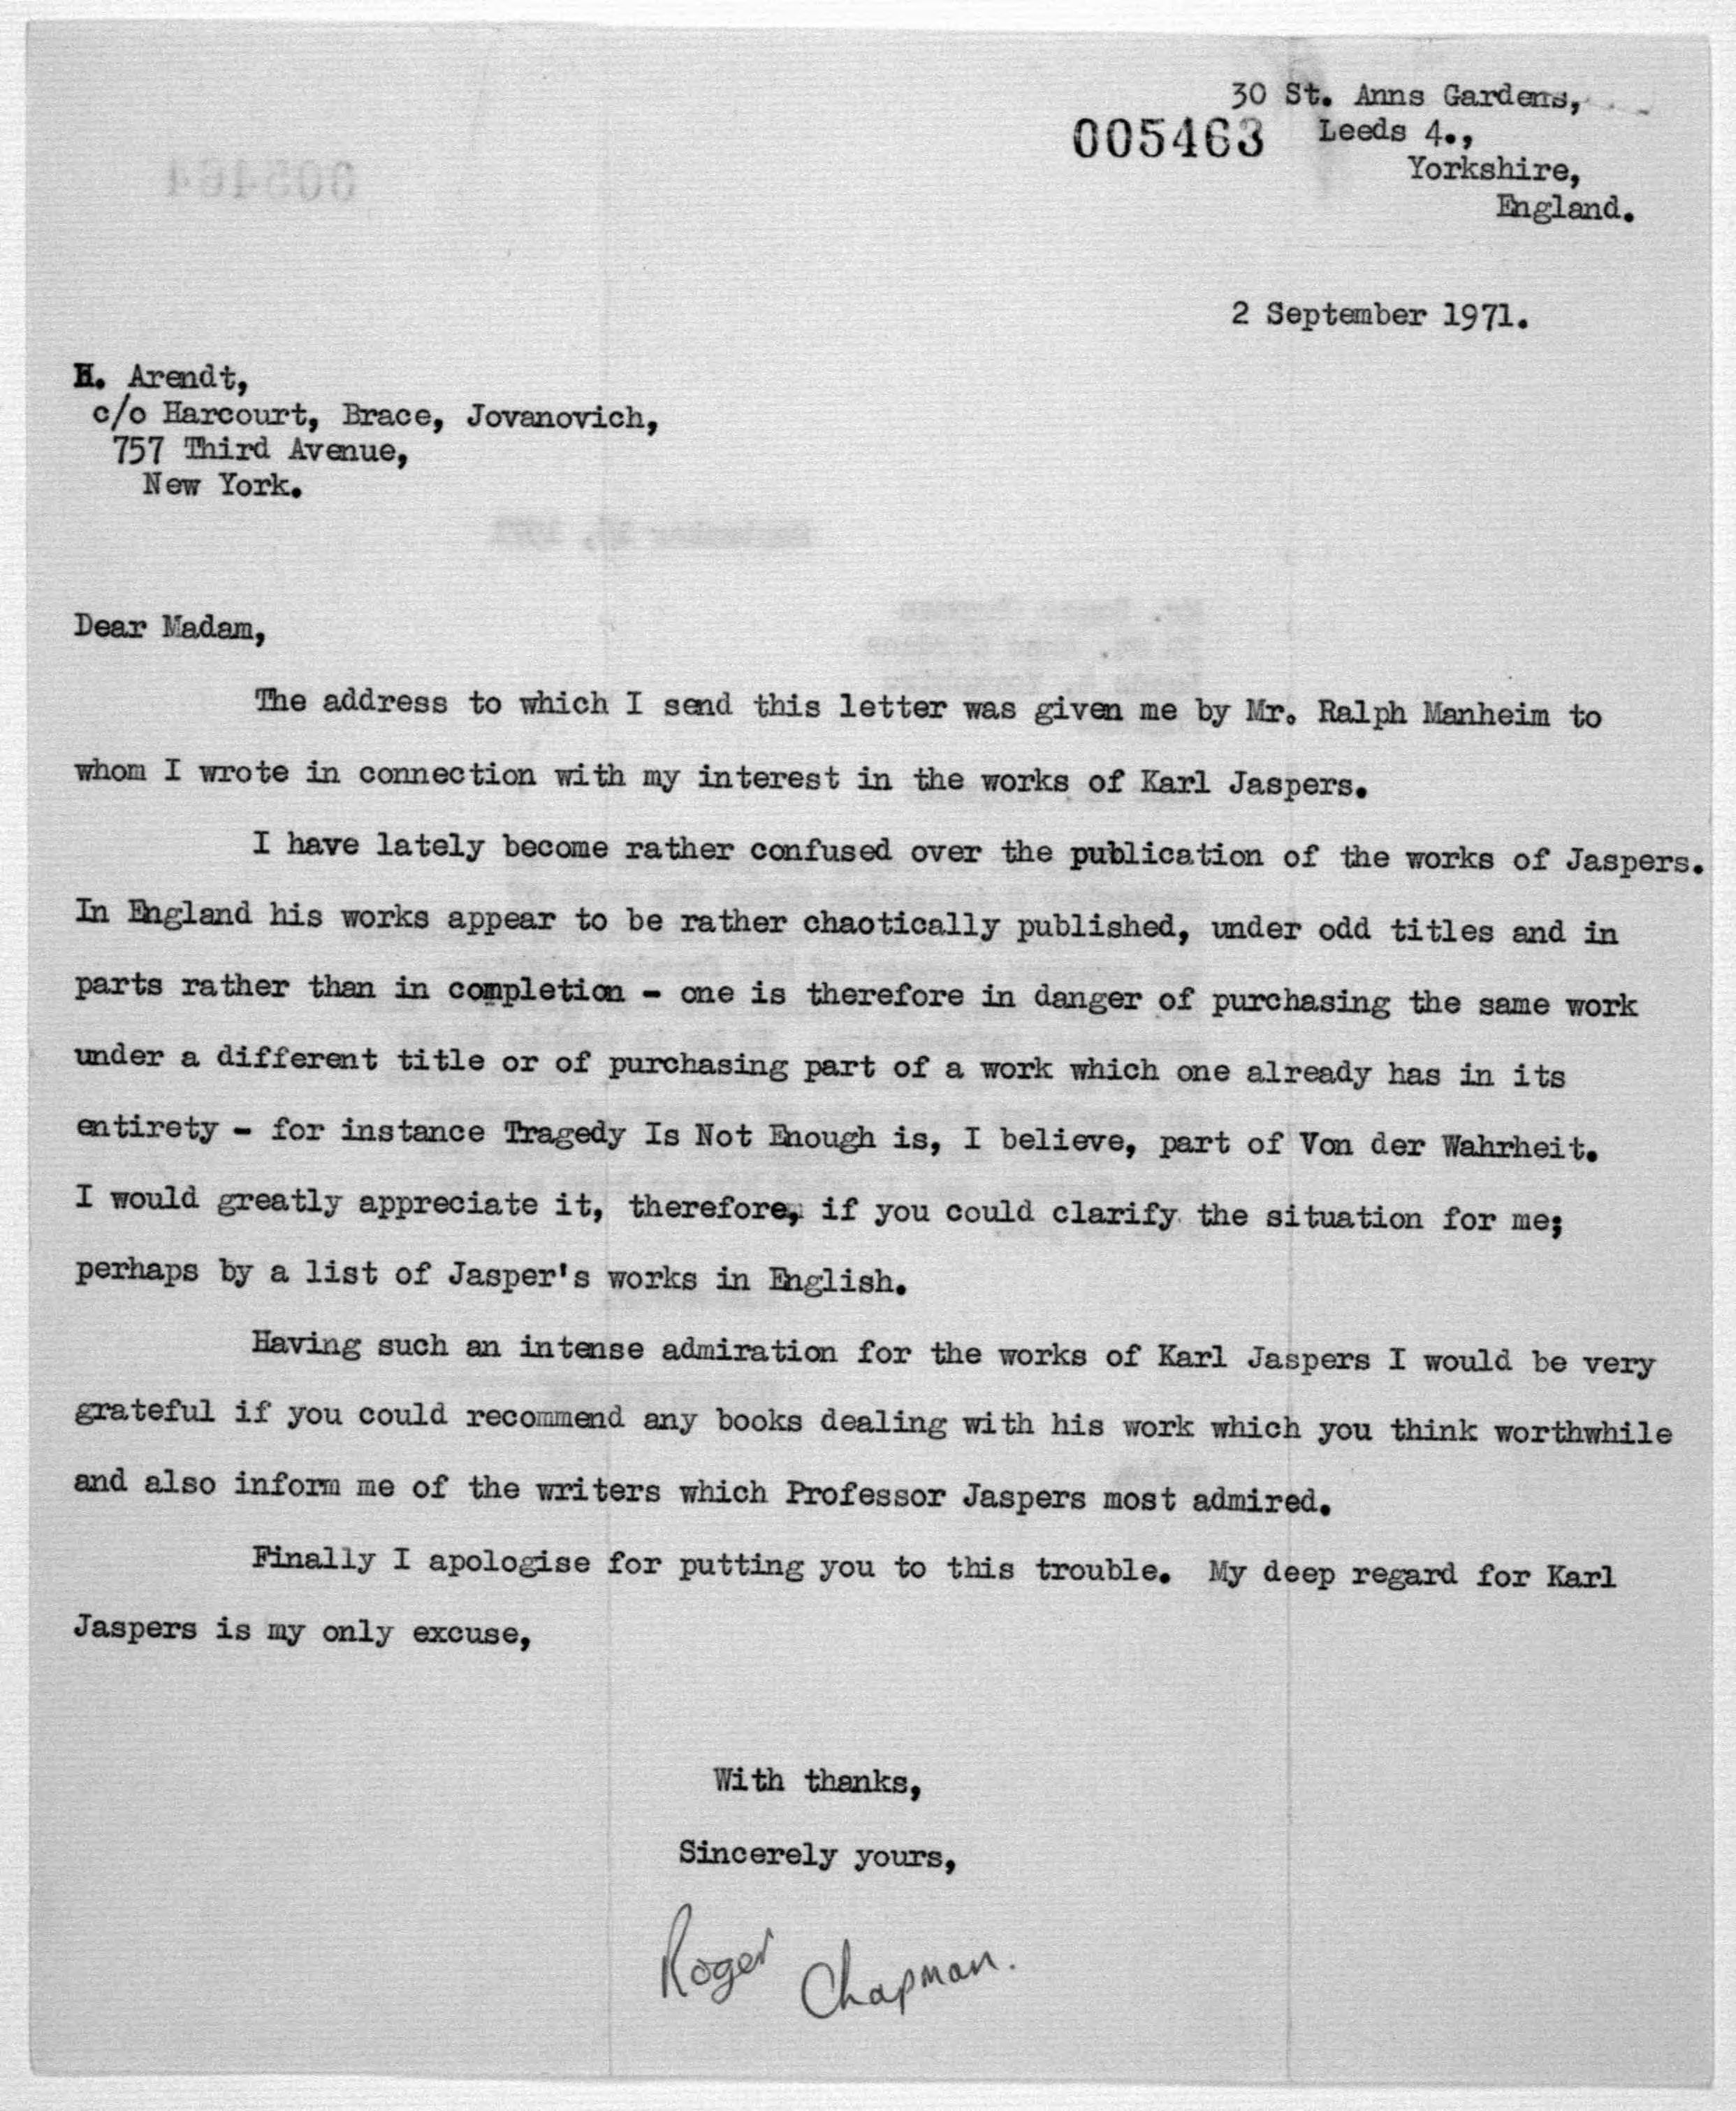 30 St. Anns Gardens,
005463 Leeds 4.,
Yorkshire,
England.
2 September 1971.
H. Arendt,
c/o Harcourt, Brace, Jovanovich,
757 Third Avenue,
New York.
Dear Madam,
The address to which I send this letter was given me by Mr. Ralph Manheim to
whom I wrote in connection with my interest in the works of Karl Jaspers.
I have lately become rather confused over the publication of the works of Jaspers.
In England his works appear to be rather chaotically published, under odd titles and in
parts rather than in completion - one is therefore in danger of purchasing the same work
under a different title or of purchasing part of a work which one already has in its
entirety - for instance Tragedy Is Not Enough is, I believe, part of Von der Wahrheit.
I would greatly appreciate it, therefore, if you could clarify the situation for me;
perhaps by a list of Jasper's works in English.
Having such an intense admiration for the works of Karl Jaspers I would be very
grateful if you could recommend any books dealing with his work which you think worthwhile
and also inform me of the writers which Professor Jaspers most admired.
Finally I apologise for putting you to this trouble. My deep regard for Karl
Jaspers is my only excuse,
With thanks,
Sincerely yours,
Roger Chapman.